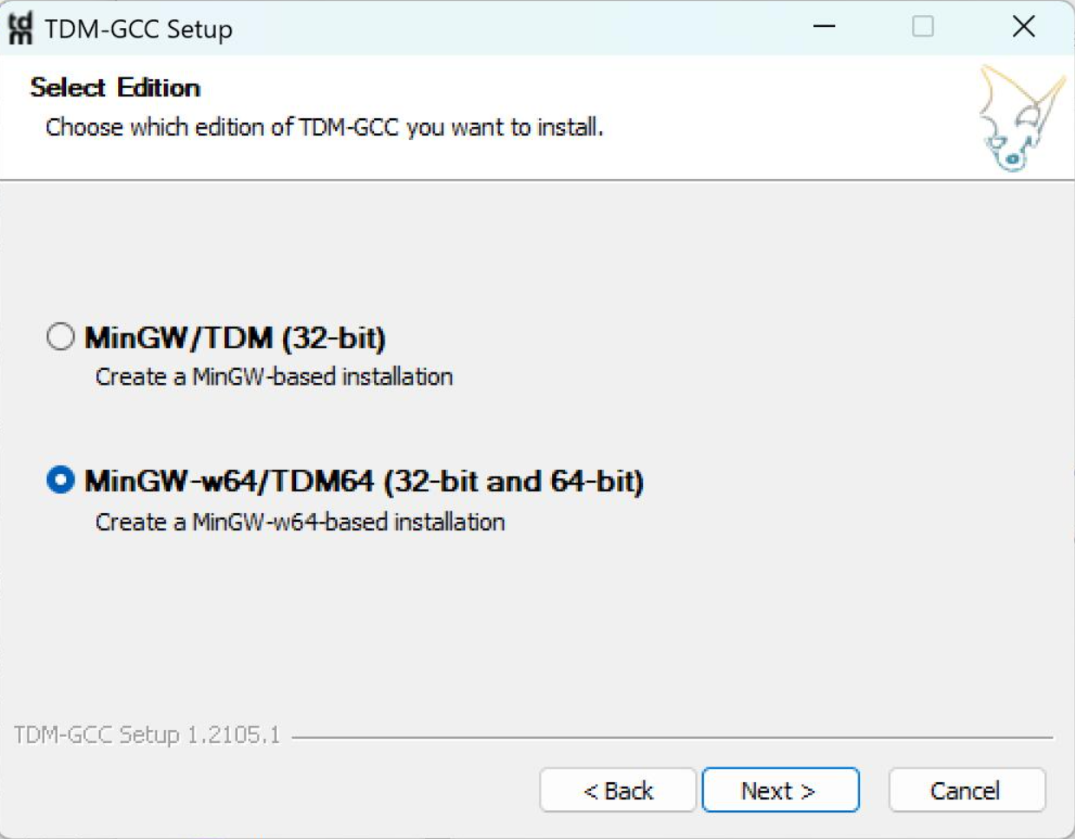 tdm TDM-GCC Setup
Select Edition
Choose which edition of TDM-GCC you want to install.
MinGW/TDM (32-bit)
Create a MinGW-based installation
MinGW-w64/TDM64 (32-bit and 64-bit)
Create a MinGW-w64-based installation
TDM-GCC Setup 1.2105.1
< Back Next > Cancel